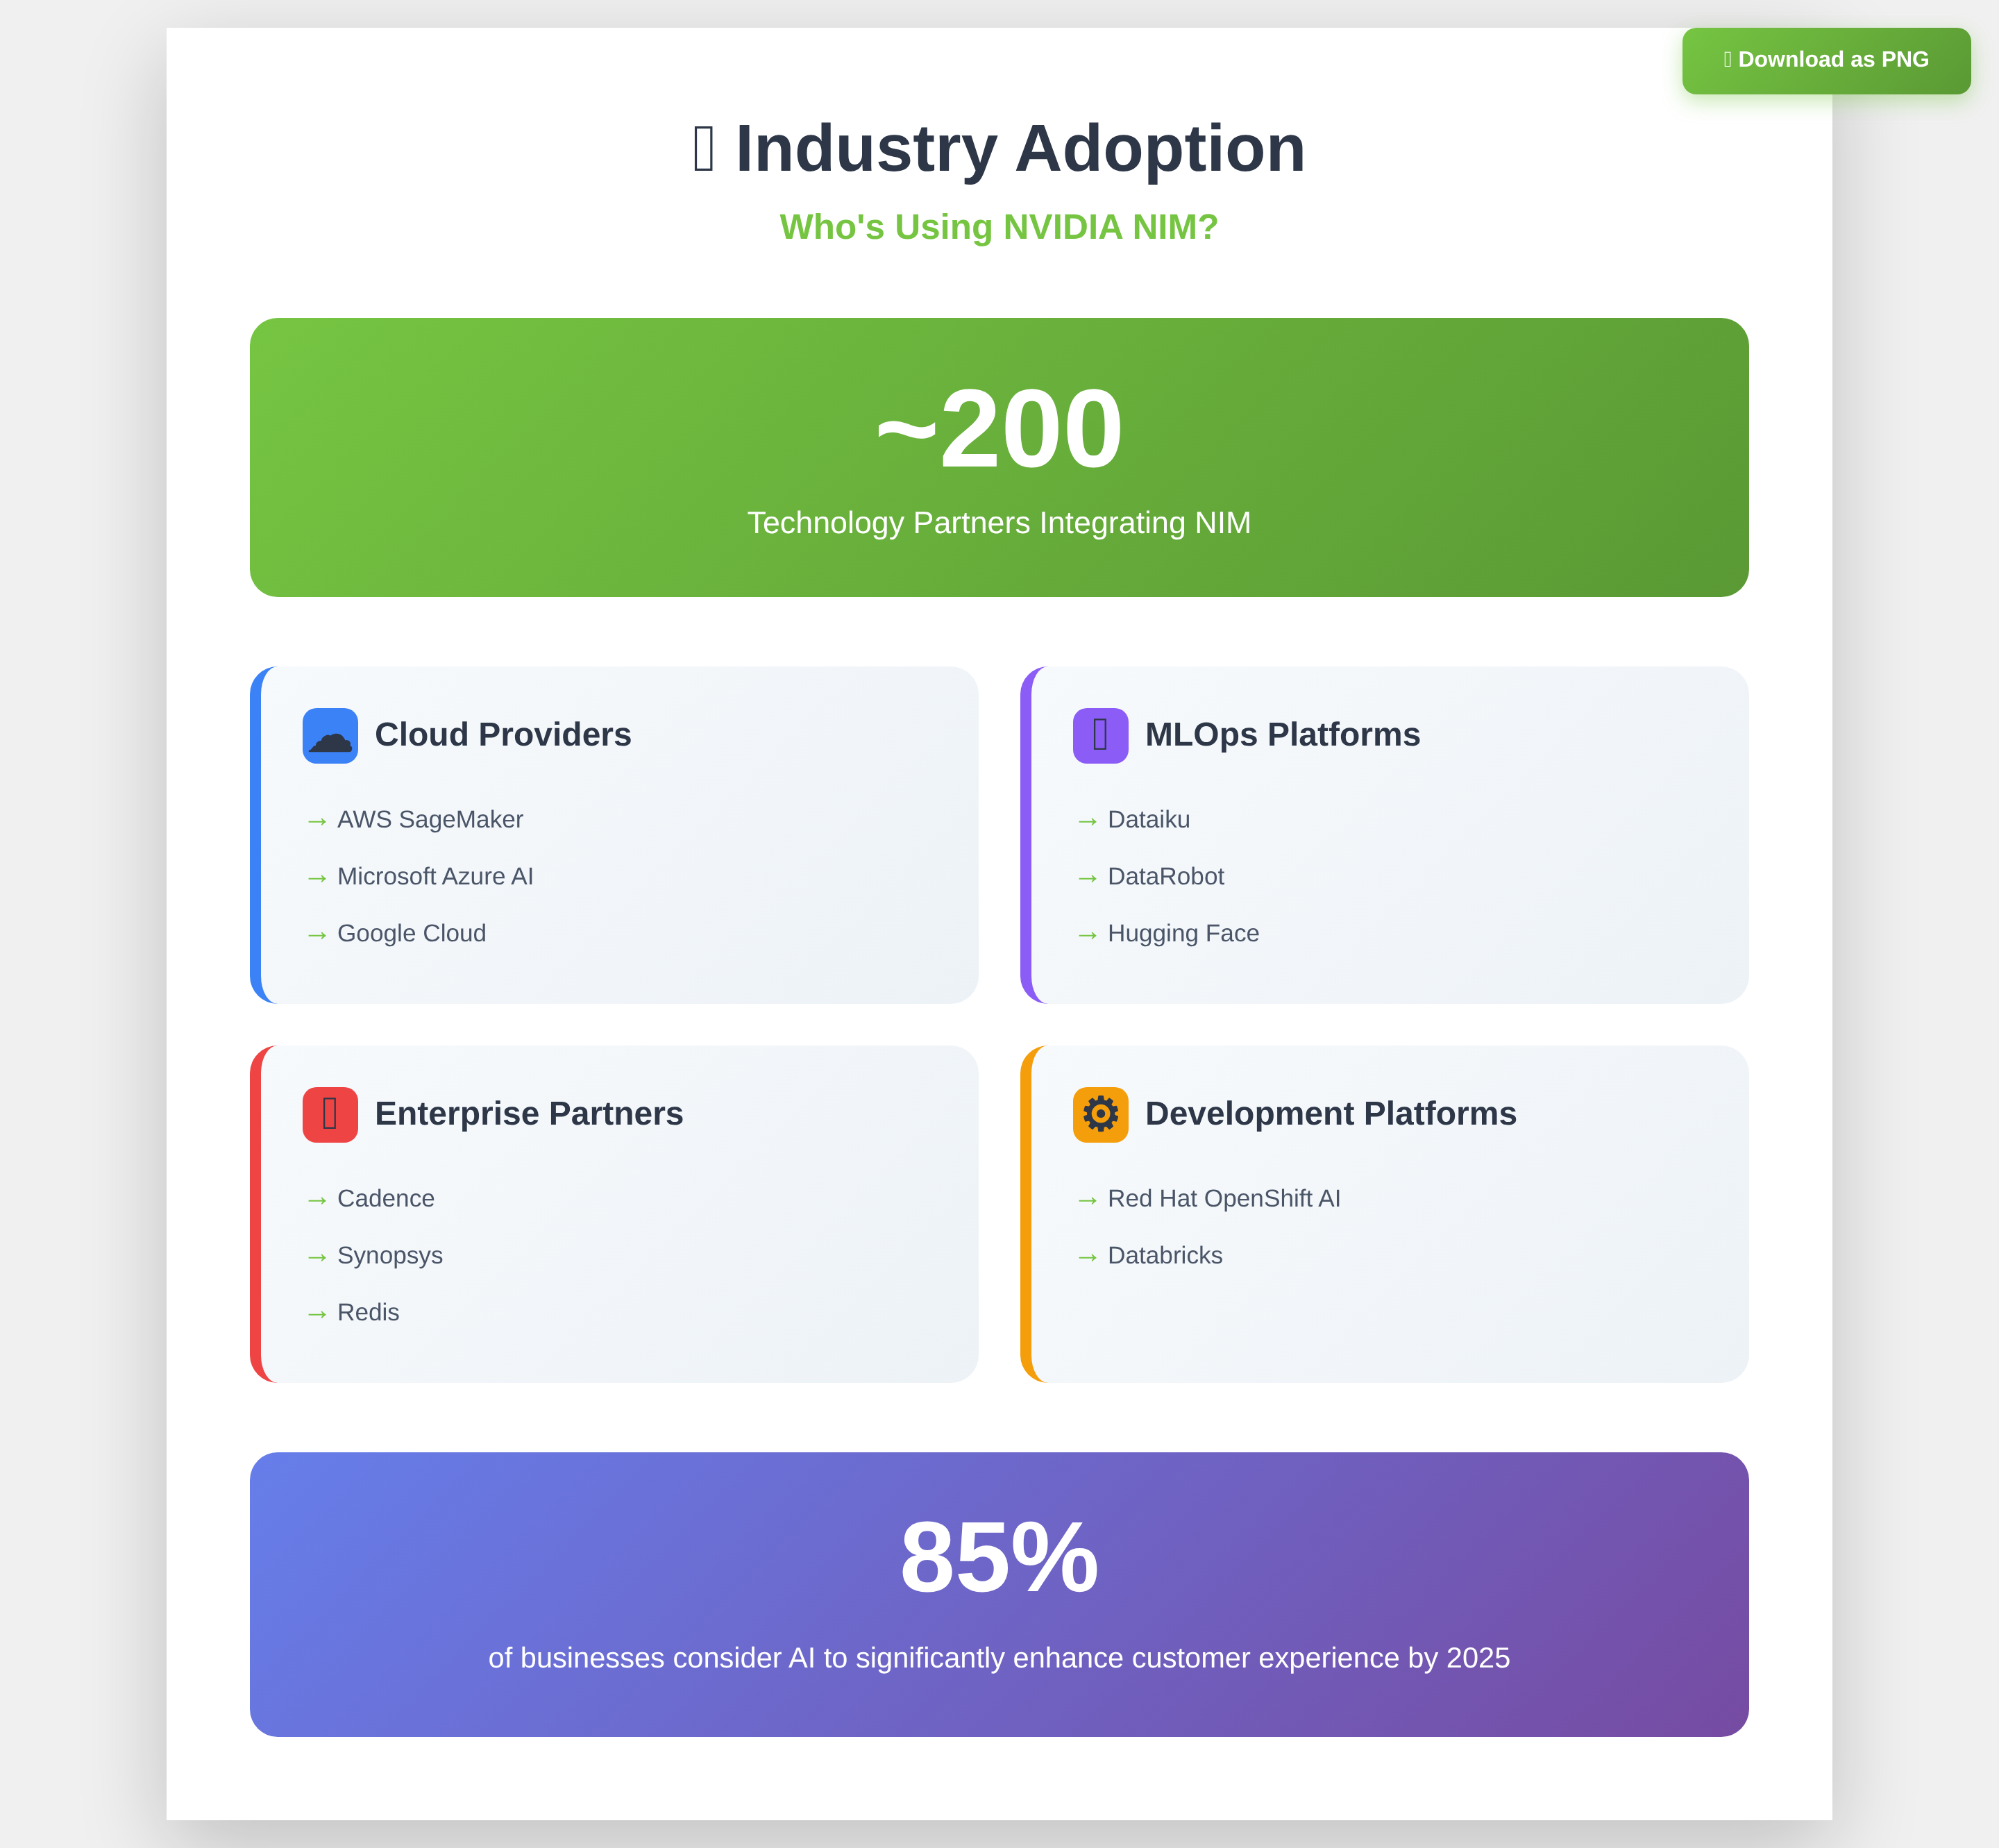 Download as PNG
Industry Adoption
Who's Using NVIDIA NIM?
~200
Technology Partners Integrating NIM
Cloud Providers
→ AWS SageMaker
→ Microsoft Azure AI
→ Google Cloud
MLOps Platforms
→ Dataiku
→ DataRobot
→ Hugging Face
Enterprise Partners
→ Cadence
→ Synopsys
→ Redis
Development Platforms
→ Red Hat OpenShift AI
→ Databricks
85%
of businesses consider AI to significantly enhance customer experience by 2025